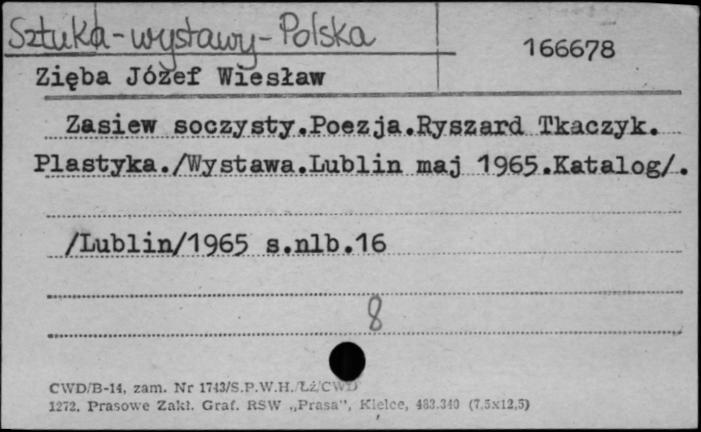 Sztuka - wystawy - Polska
166678
Zięba Józef Wiesław
Zasiew soczysty.Poezja.Ryszard Tkaczyk.
Plastyka./Wystawa.Lublin maj 1965.Katalog/.
/Lublin/1965 s.nlb.16
8
CWD/B-14, zam. Nr 1743/S.P.W.H./Łź/CWD
1272. Prasowe Zakł. Graf. RSW „Prasa", Kielce, 483.340 (7,5x12,5)